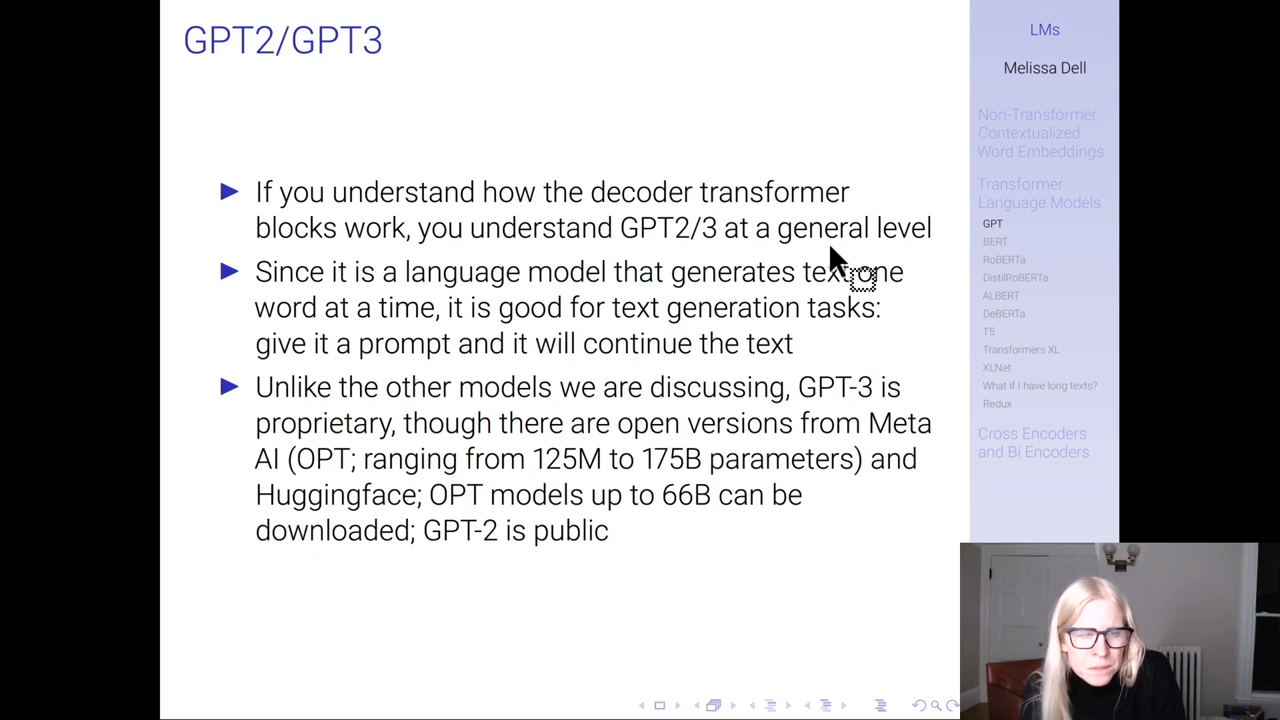 GPT2/GPT3
If you understand how the decoder transformer
blocks work, you understand GPT2/3 at a general level
Since it is a language model that generates text one
word at a time, it is good for text generation tasks:
give it a prompt and it will continue the text
Unlike the other models we are discussing, GPT-3 is
proprietary, though there are open versions from Meta
AI (OPT; ranging from 125M to 175B parameters) and
Huggingface; OPT models up to 66B can be
downloaded; GPT-2 is public
LMs
Melissa Dell
Non-Transformer
Contextualized
Word Embeddings
Transformer
Language Models
GPT
BERT
RoBERTa
DistilRoBERTa
ALBERT
DeBERTa
T5
Transformers XL
XLNet
What if I have long texts?
Redux
Cross Encoders
and Bi Encoders